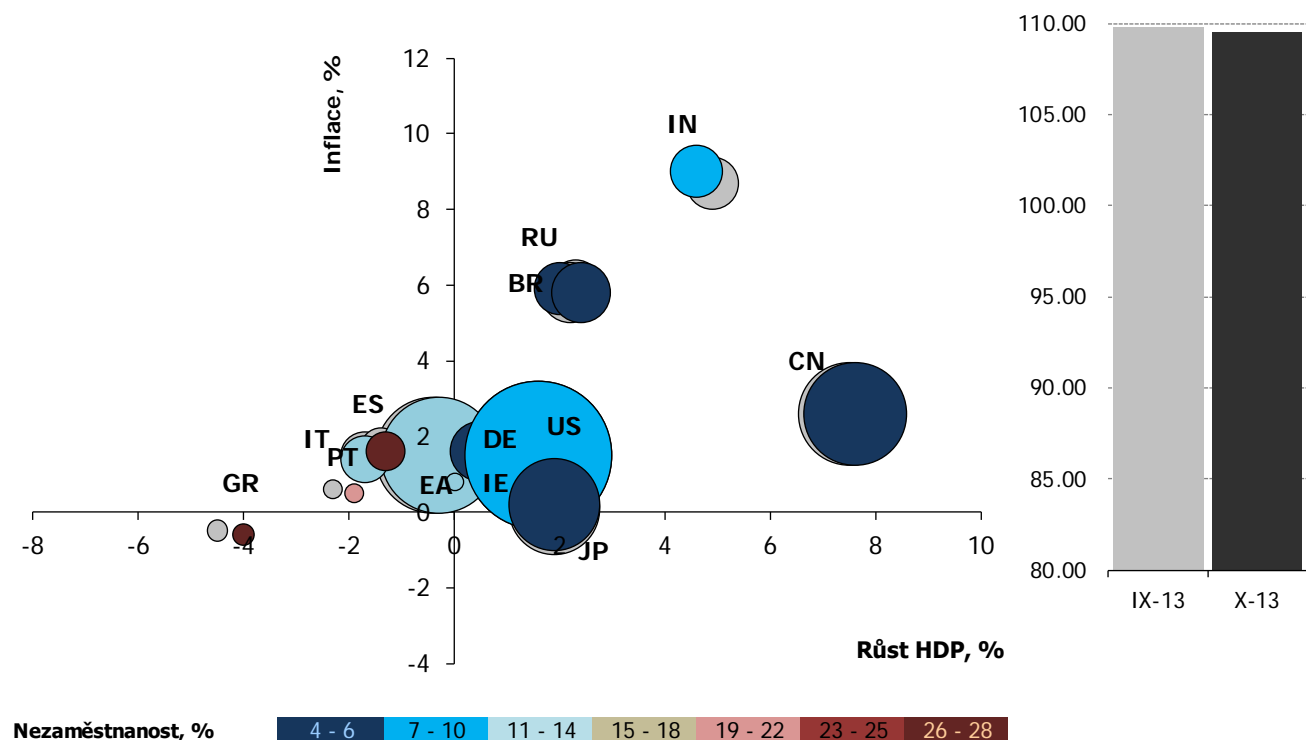 110.00
12
Inflace, %
IN
10
105.00
8
100.00
RU
6
BR
95.00
4
CN
90.00
ES
2
US
IT
DE
PT
85.00
GR
EA
IE
0
-8
-6
-4
-2
0
2
4
6
8
10
JP
80.00
-2
IX-13
X-13
Růst HDP, %
-4
Nezaměstnanost, %
4 - 6
7 - 10
11 - 14
15 - 18
19 - 22
23 - 25
26 - 28